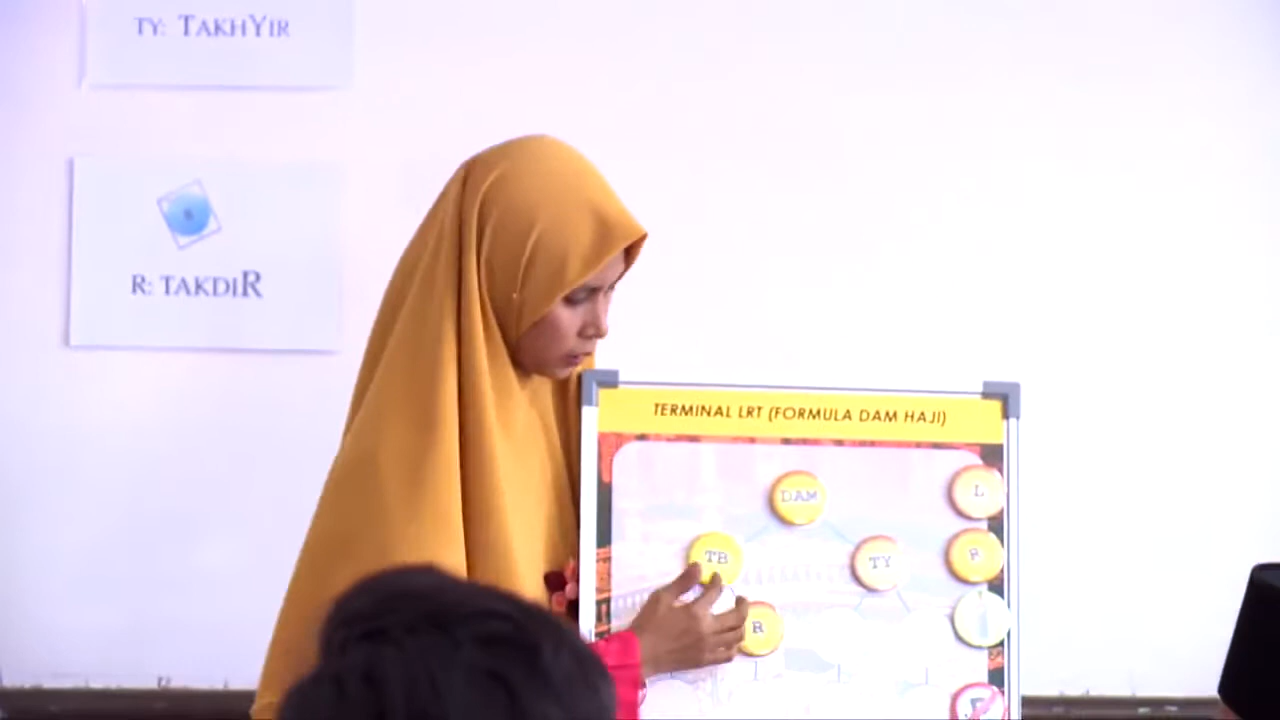 TY: TAKHYIR
R: TAKDIR
TERMINAL LRT (FORMULA DAM HAJI)
DAM
L
TB
TY
R
R